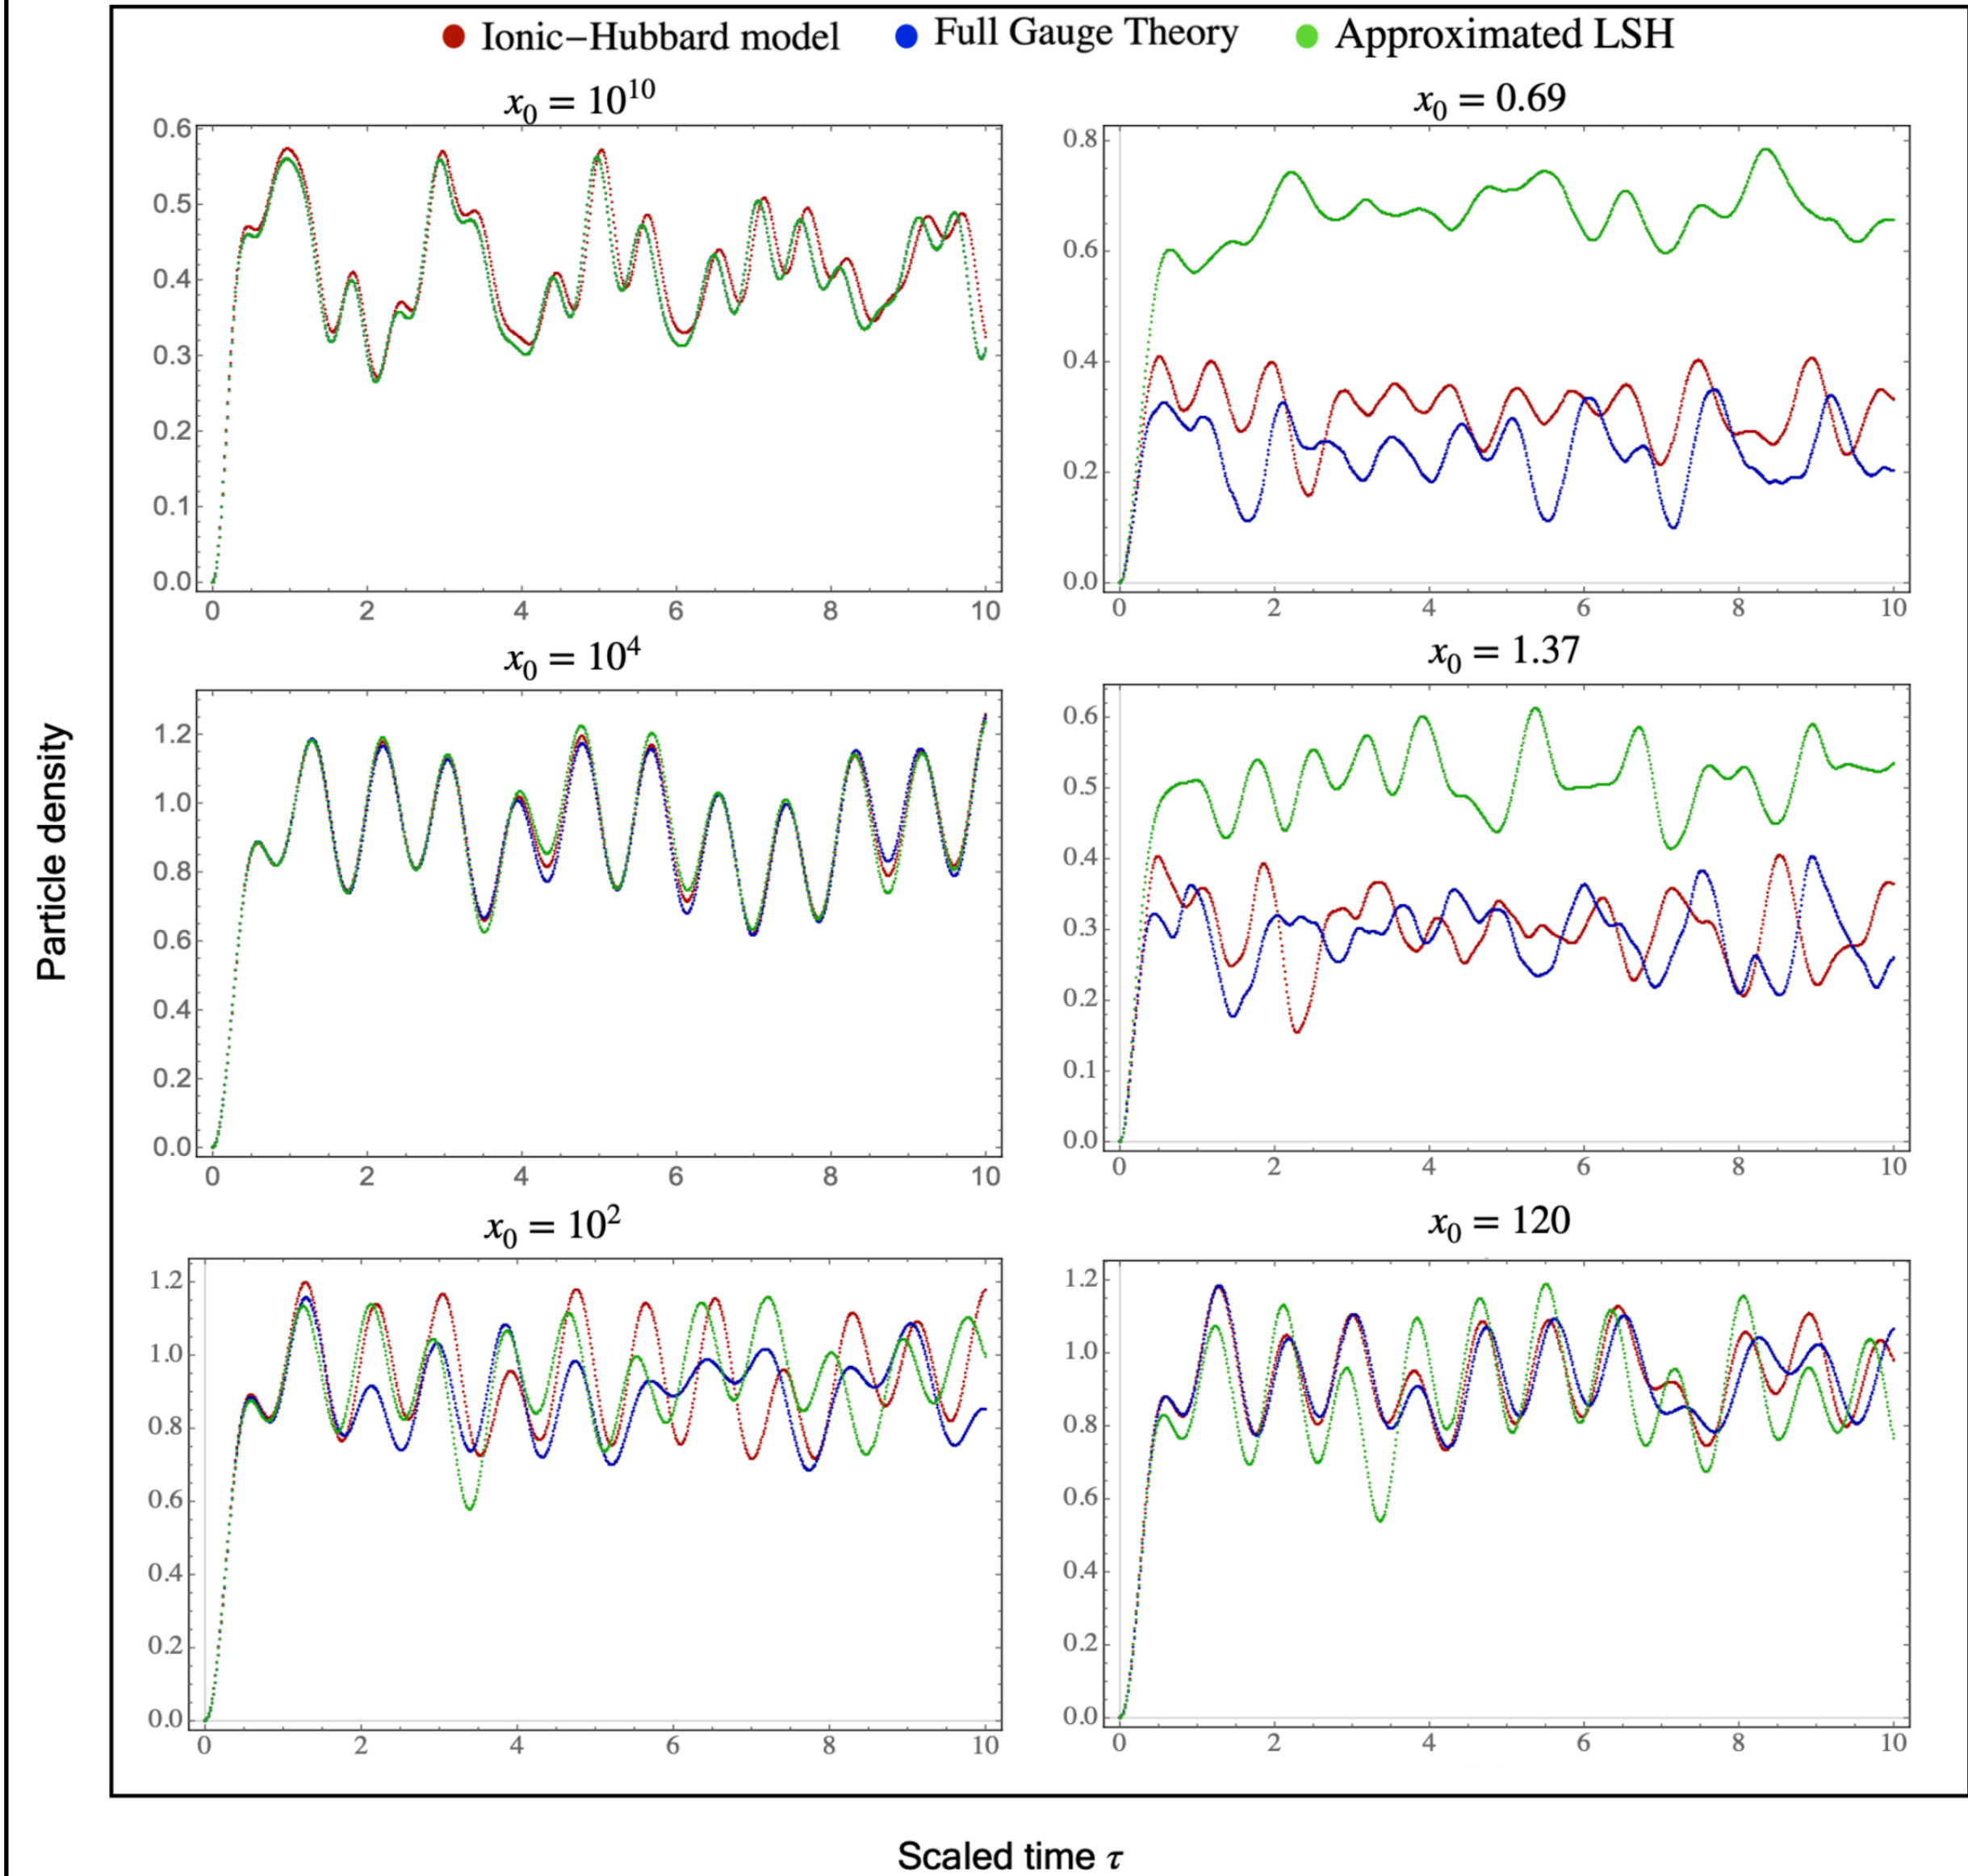 Ionic–Hubbard model Full Gauge Theory Approximated LSH
x₀ = 10¹⁰
0.6
0.5
0.4
0.3
0.2
0.1
0.0
0 2 4 6 8 10
x₀ = 0.69
0.8
0.6
0.4
0.2
0.0
0 2 4 6 8 10
x₀ = 10⁴
1.2
1.0
0.8
0.6
0.4
0.2
0.0
0 2 4 6 8 10
x₀ = 1.37
0.6
0.5
0.4
0.3
0.2
0.1
0.0
0 2 4 6 8 10
x₀ = 10²
1.2
1.0
0.8
0.6
0.4
0.2
0.0
0 2 4 6 8 10
x₀ = 120
1.2
1.0
0.8
0.6
0.4
0.2
0.0
0 2 4 6 8 10
Particle density
Scaled time τ